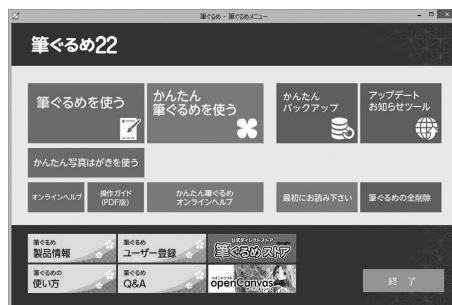 筆ぐるめ - 筆ぐるめメニュー
筆ぐるめ22
筆ぐるめを使う
かんたん
筆ぐるめを使う
かんたん
バックアップ
アップデート
お知らせツール
かんたん写真はがきを使う
オンラインヘルプ
操作ガイド
(PDF版)
かんたん筆ぐるめ
オンラインヘルプ
最初にお読み下さい
筆ぐるめの全削除
筆ぐるめ
製品情報
筆ぐるめ
ユーザー登録
公式ダイレクトストア
筆ぐるめストア
筆ぐるめの
使い方
筆ぐるめ
Q&A
ペイントソフト
openCanvas
終 了